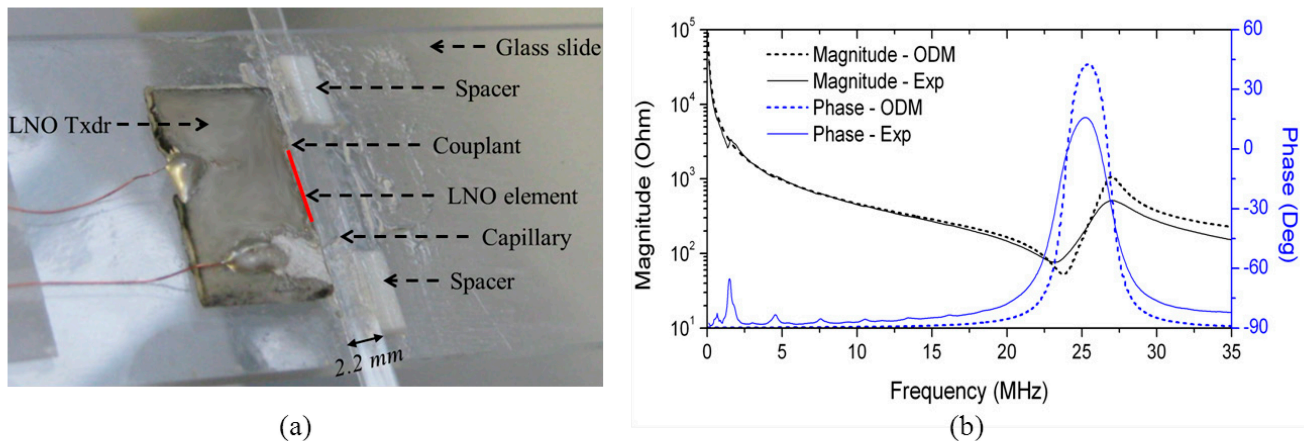 Glass slide
Spacer
LNO Txdr
Couplant
LNO element
Capillary
Spacer
2.2 mm
(a)
10^5
10^4
10^3
10^2
10^1
Magnitude (Ohm)
Magnitude - ODM
Magnitude - Exp
Phase - ODM
Phase - Exp
60
30
0
-30
-60
-90
Phase (Deg)
0 5 10 15 20 25 30 35
Frequency (MHz)
(b)